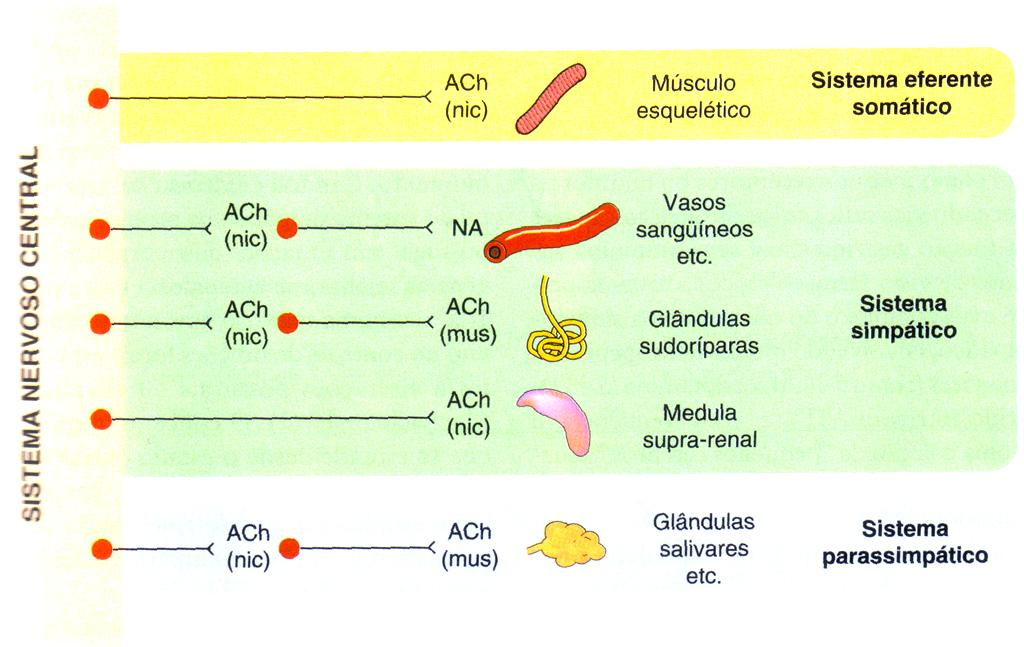 SISTEMA NERVOSO CENTRAL
ACh
(nic)
Músculo
esquelético
Sistema eferente
somático
ACh
(nic)
NA
Vasos
sangüíneos
etc.
ACh
(nic)
ACh
(mus)
Glândulas
sudoríparas
Sistema
simpático
ACh
(nic)
Medula
supra-renal
ACh
(nic)
ACh
(mus)
Glândulas
salivares
etc.
Sistema
parassimpático